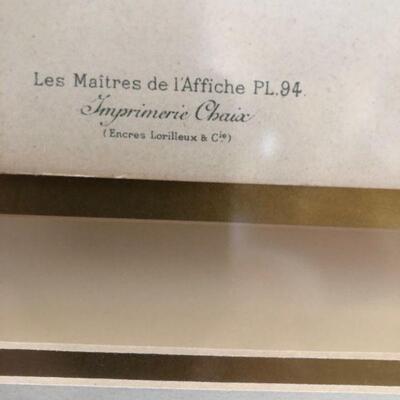 Les Maîtres de l'Affiche PL.94.
Imprimerie Chaix
(Encres Lorilleux & Cie)